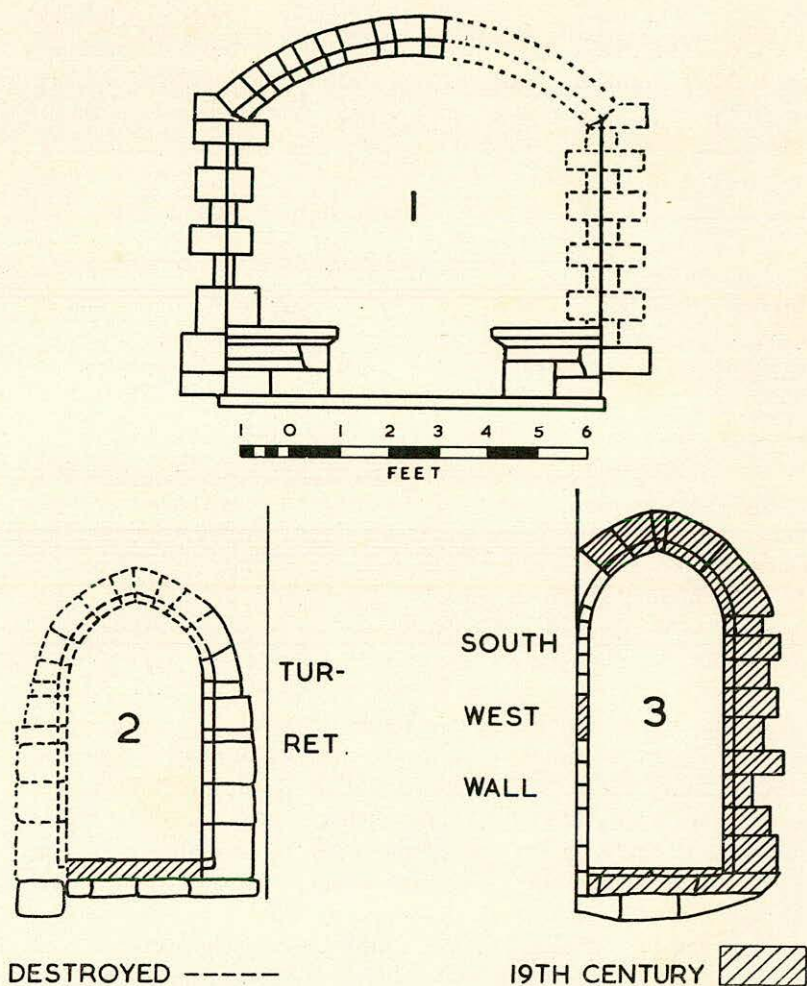 1
1 0 1 2 3 4 5 6
FEET
2
TUR-
RET.
SOUTH
WEST
WALL
3
DESTROYED
19TH CENTURY